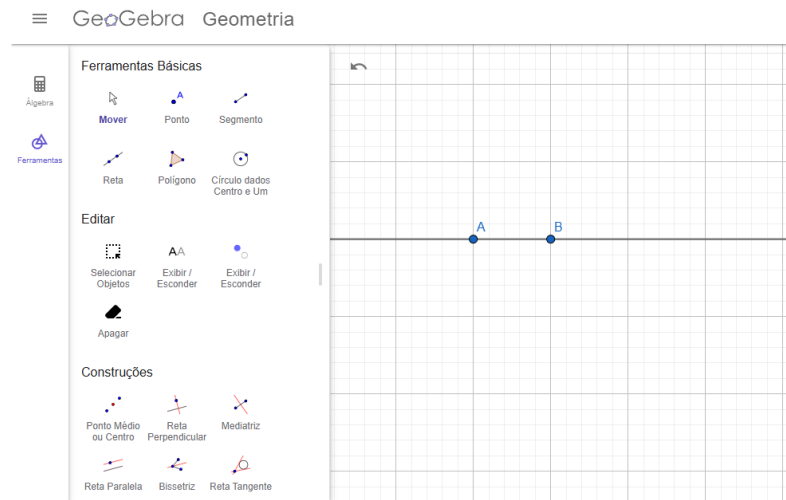 GeoGebra Geometria
Álgebra
Ferramentas
Ferramentas Básicas
Mover
Ponto
Segmento
Reta
Polígono
Círculo dados
Centro e Um
Editar
Selecionar
Objetos
Exibir /
Esconder
Exibir /
Esconder
Apagar
Construções
Ponto Médio
ou Centro
Reta
Perpendicular
Mediatriz
Reta Paralela
Bissetriz
Reta Tangente
A
AA
A
B